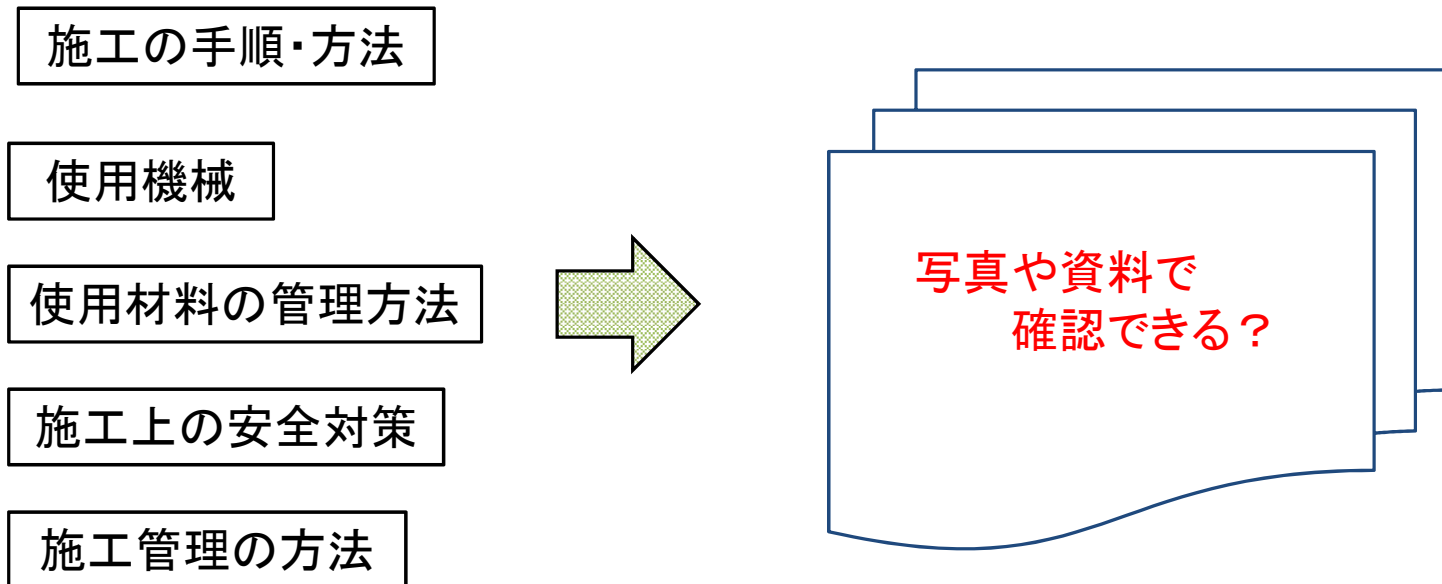 施工の手順・方法
使用機械
使用材料の管理方法
施工上の安全対策
施工管理の方法
写真や資料で
確認できる？